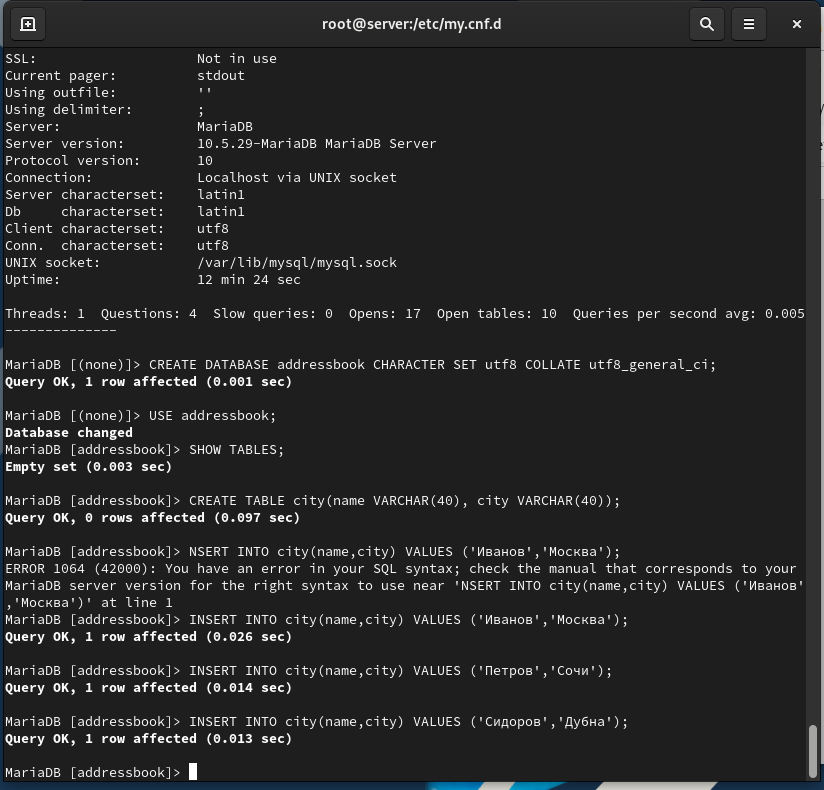 root@server:/etc/my.cnf.d
SSL:                    Not in use
Current pager:          stdout
Using outfile:          ''
Using delimiter:        ;
Server:                 MariaDB
Server version:         10.5.29-MariaDB MariaDB Server
Protocol version:       10
Connection:             Localhost via UNIX socket
Server characterset:    latin1
Db     characterset:    latin1
Client characterset:    utf8
Conn.  characterset:    utf8
UNIX socket:            /var/lib/mysql/mysql.sock
Uptime:                 12 min 24 sec
Threads: 1  Questions: 4  Slow queries: 0  Opens: 17  Open tables: 10  Queries per second avg: 0.005
--------------
MariaDB [(none)]> CREATE DATABASE addressbook CHARACTER SET utf8 COLLATE utf8_general_ci;
Query OK, 1 row affected (0.001 sec)
MariaDB [(none)]> USE addressbook;
Database changed
MariaDB [addressbook]> SHOW TABLES;
Empty set (0.003 sec)
MariaDB [addressbook]> CREATE TABLE city(name VARCHAR(40), city VARCHAR(40));
Query OK, 0 rows affected (0.097 sec)
MariaDB [addressbook]> NSERT INTO city(name,city) VALUES ('Иванов','Москва');
ERROR 1064 (42000): You have an error in your SQL syntax; check the manual that corresponds to your
MariaDB server version for the right syntax to use near 'NSERT INTO city(name,city) VALUES ('Иванов'
,'Москва')' at line 1
MariaDB [addressbook]> INSERT INTO city(name,city) VALUES ('Иванов','Москва');
Query OK, 1 row affected (0.026 sec)
MariaDB [addressbook]> INSERT INTO city(name,city) VALUES ('Петров','Сочи');
Query OK, 1 row affected (0.014 sec)
MariaDB [addressbook]> INSERT INTO city(name,city) VALUES ('Сидоров','Дубна');
Query OK, 1 row affected (0.013 sec)
MariaDB [addressbook]>